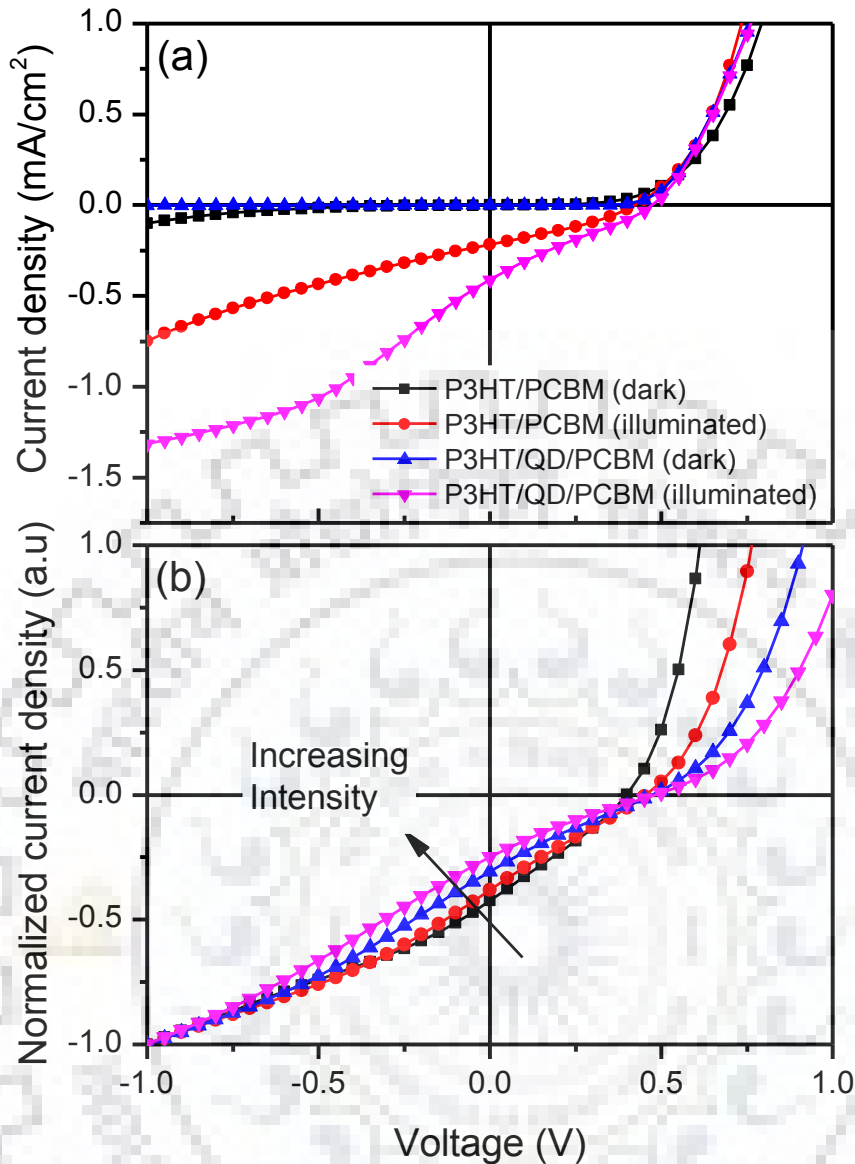 (a)
1.0
0.5
0.0
-0.5
-1.0
-1.5
Current density (mA/cm²)
P3HT/PCBM (dark)
P3HT/PCBM (illuminated)
P3HT/QD/PCBM (dark)
P3HT/QD/PCBM (illuminated)
(b)
1.0
0.5
0.0
-0.5
-1.0
Normalized current density (a.u)
Increasing
Intensity
-1.0 -0.5 0.0 0.5 1.0
Voltage (V)